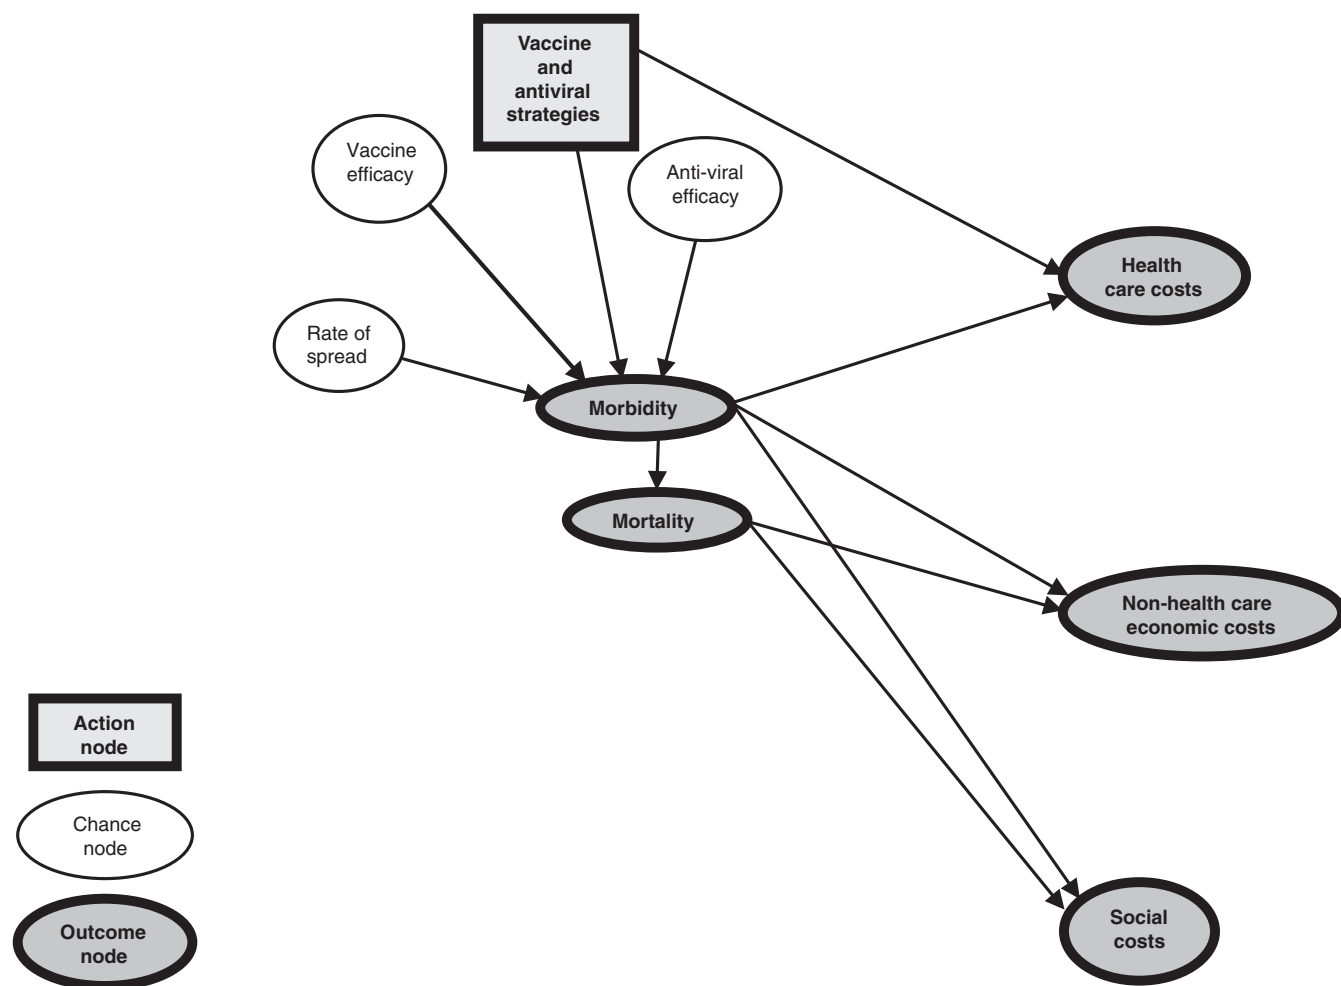 Vaccine
and
antiviral
strategies
Vaccine
efficacy
Anti-viral
efficacy
Health
care costs
Rate of
spread
Morbidity
Mortality
Non-health care
economic costs
Action
node
Chance
node
Outcome
node
Social
costs